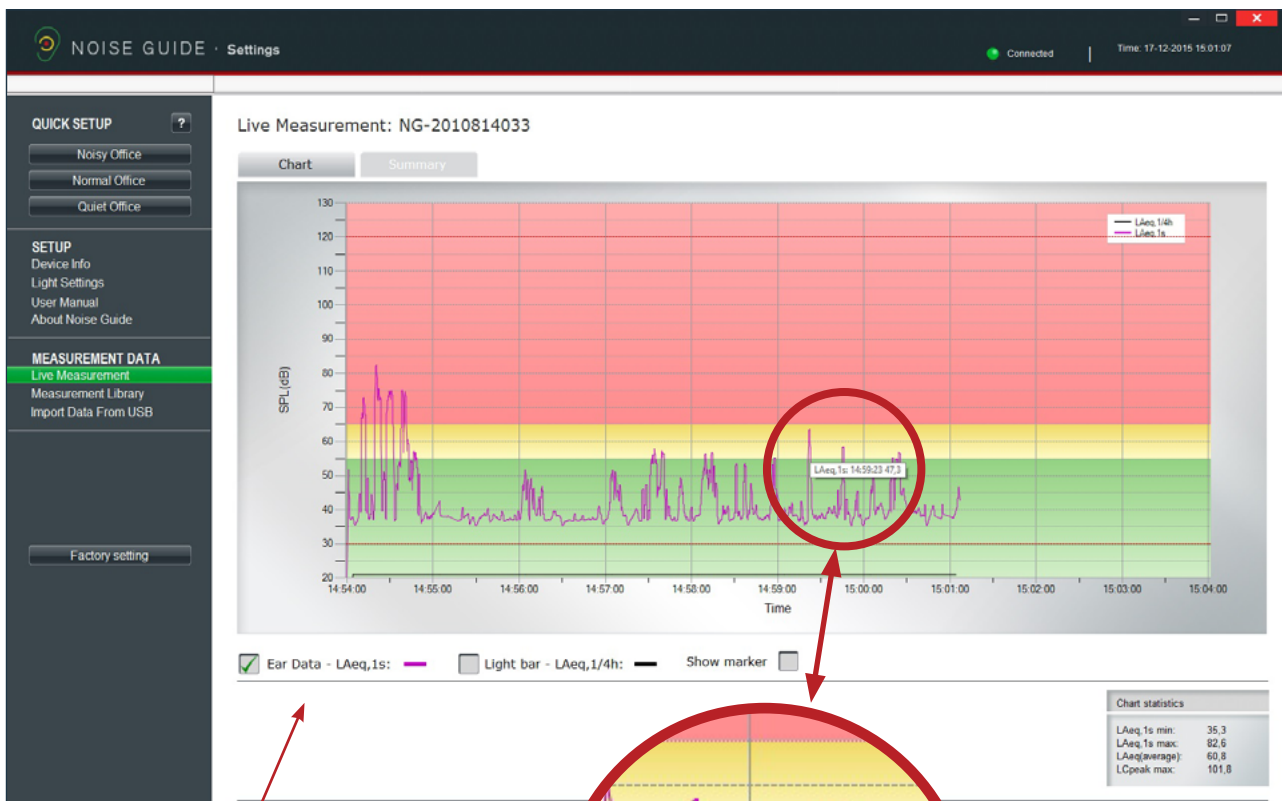 NOISE GUIDE · Settings
Connected | Time: 17-12-2015 15:01:07
QUICK SETUP ?
Noisy Office
Normal Office
Quiet Office
SETUP
Device Info
Light Settings
User Manual
About Noise Guide
MEASUREMENT DATA
Live Measurement
Measurement Library
Import Data From USB
Factory setting
Live Measurement: NG-2010814033
Chart Summary
130
120
110
100
90
80
70
60
50
40
30
20
SPL(dB)
LAeq,1/4h
LAeq,1s
LAeq,1s: 14:59:23 47,3
14:54:00 14:55:00 14:56:00 14:57:00 14:58:00 14:59:00 15:00:00 15:01:00 15:02:00 15:03:00 15:04:00
Time
Ear Data - LAeq,1s: Light bar - LAeq,1/4h: Show marker
Chart statistics
LAeq,1s min: 35,3
LAeq,1s max: 82,6
LAeq(average): 60,8
LCpeak max: 101,8